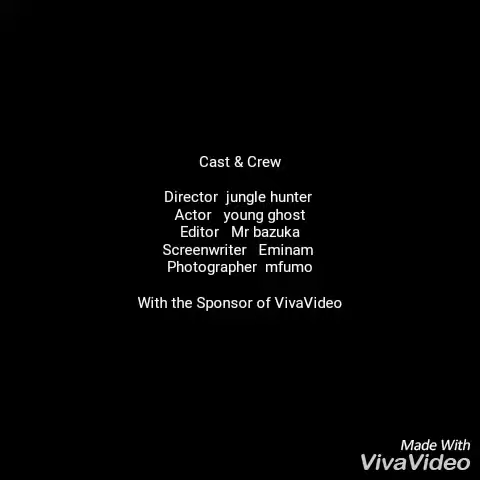 Cast & Crew
Director  jungle hunter
Actor   young ghost
Editor   Mr bazuka
Screenwriter   Eminam
Photographer  mfumo
With the Sponsor of VivaVideo
Made With
VivaVideo